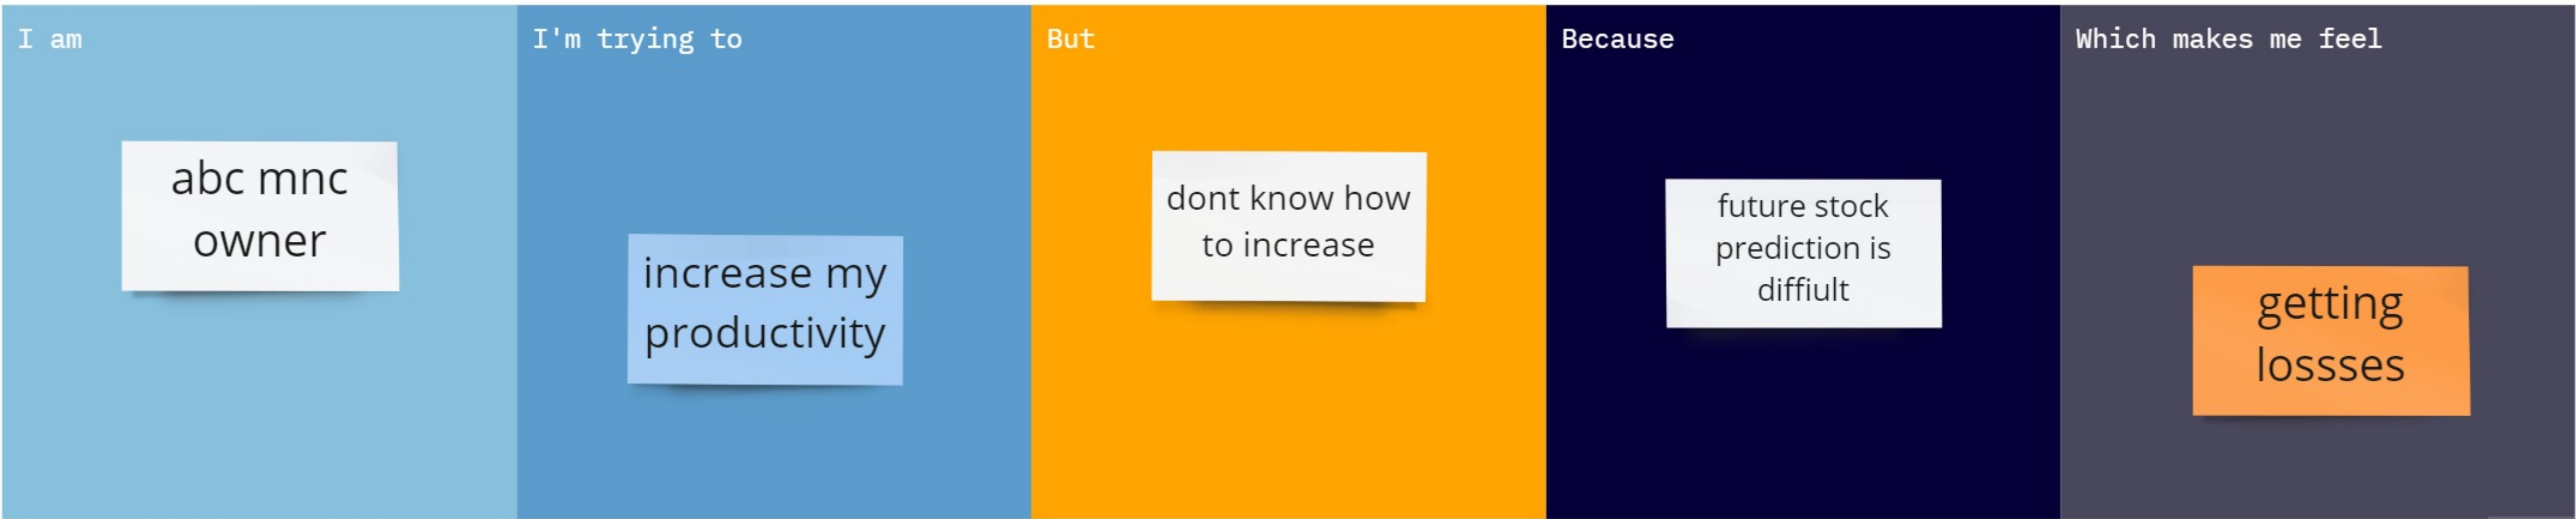 I am
abc mnc
owner
I'm trying to
increase my
productivity
But
dont know how
to increase
Because
future stock
prediction is
diffiult
Which makes me feel
getting
lossses